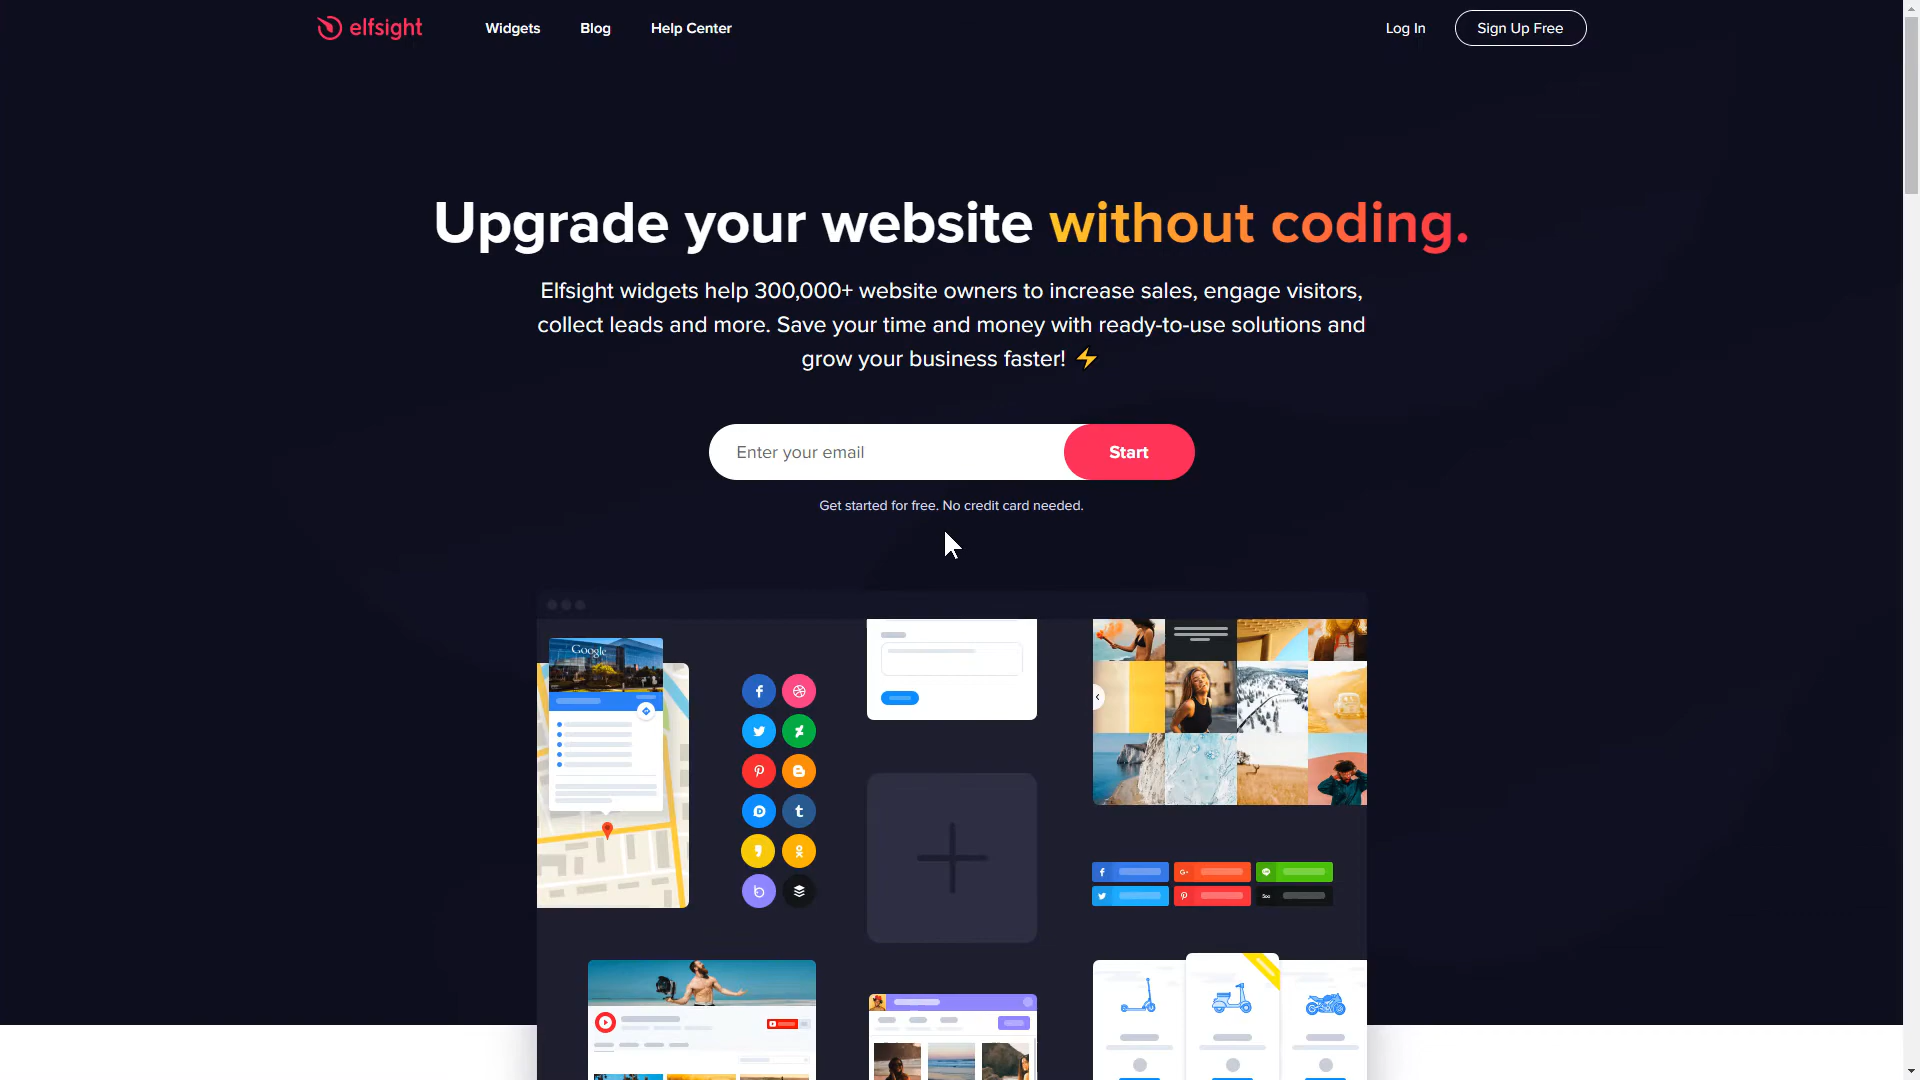 elfsight
Widgets
Blog
Help Center
Log In
Sign Up Free
Upgrade your website without coding.
Elfsight widgets help 300,000+ website owners to increase sales, engage visitors,
collect leads and more. Save your time and money with ready-to-use solutions and
grow your business faster! ⚡
Enter your email
Start
Get started for free. No credit card needed.
Google